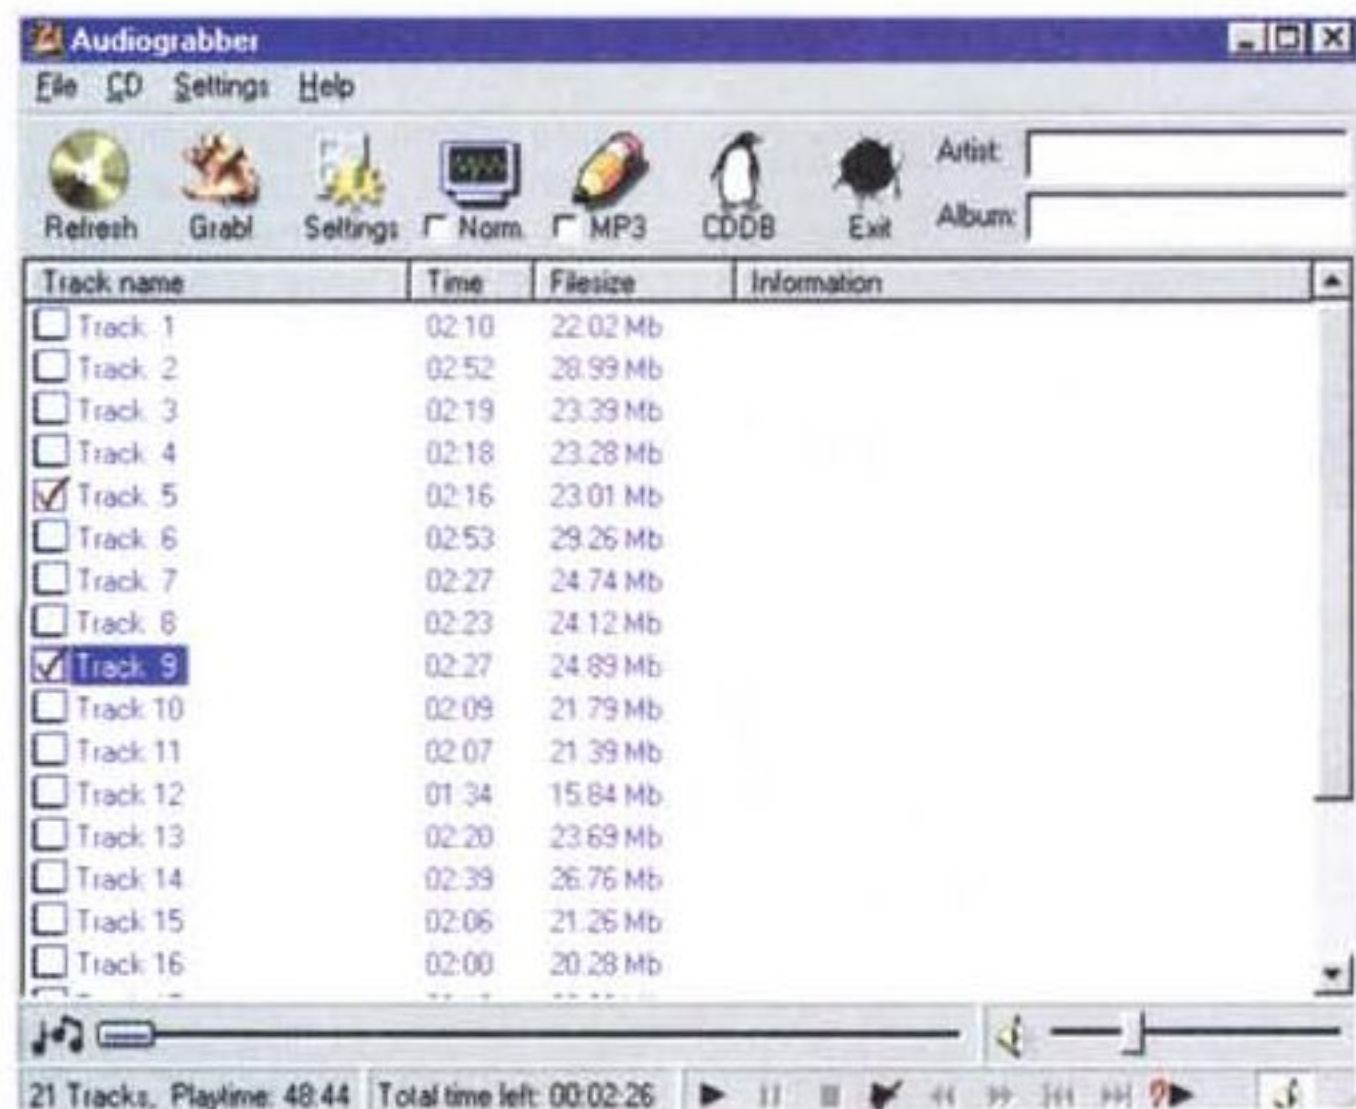 Audiograbber
File CD Settings Help
Refresh Grab! Settings Norm. MP3 CDDB Exit
Artist:
Album:
Track name Time Filesize Information
Track 1 02:10 22.02 Mb
Track 2 02:52 28.99 Mb
Track 3 02:19 23.39 Mb
Track 4 02:18 23.28 Mb
Track 5 02:16 23.01 Mb
Track 6 02:53 29.26 Mb
Track 7 02:27 24.74 Mb
Track 8 02:23 24.12 Mb
Track 9 02:27 24.89 Mb
Track 10 02:09 21.79 Mb
Track 11 02:07 21.39 Mb
Track 12 01:34 15.84 Mb
Track 13 02:20 23.69 Mb
Track 14 02:39 26.76 Mb
Track 15 02:06 21.26 Mb
Track 16 02:00 20.28 Mb
21 Tracks, Playtime: 48:44 Total time left: 00:02:26